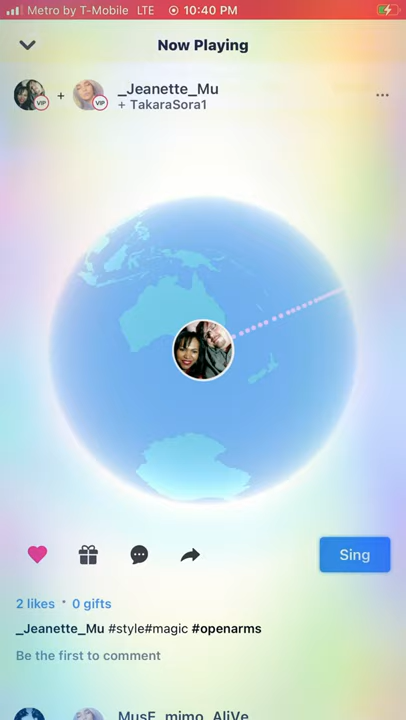 Metro by T-Mobile LTE 10:40 PM
Now Playing
_Jeanette_Mu
+ VIP VIP + TakaraSora1
Sing
2 likes · 0 gifts
_Jeanette_Mu #style#magic #openarms
Be the first to comment
MusE_mimo_AliVe